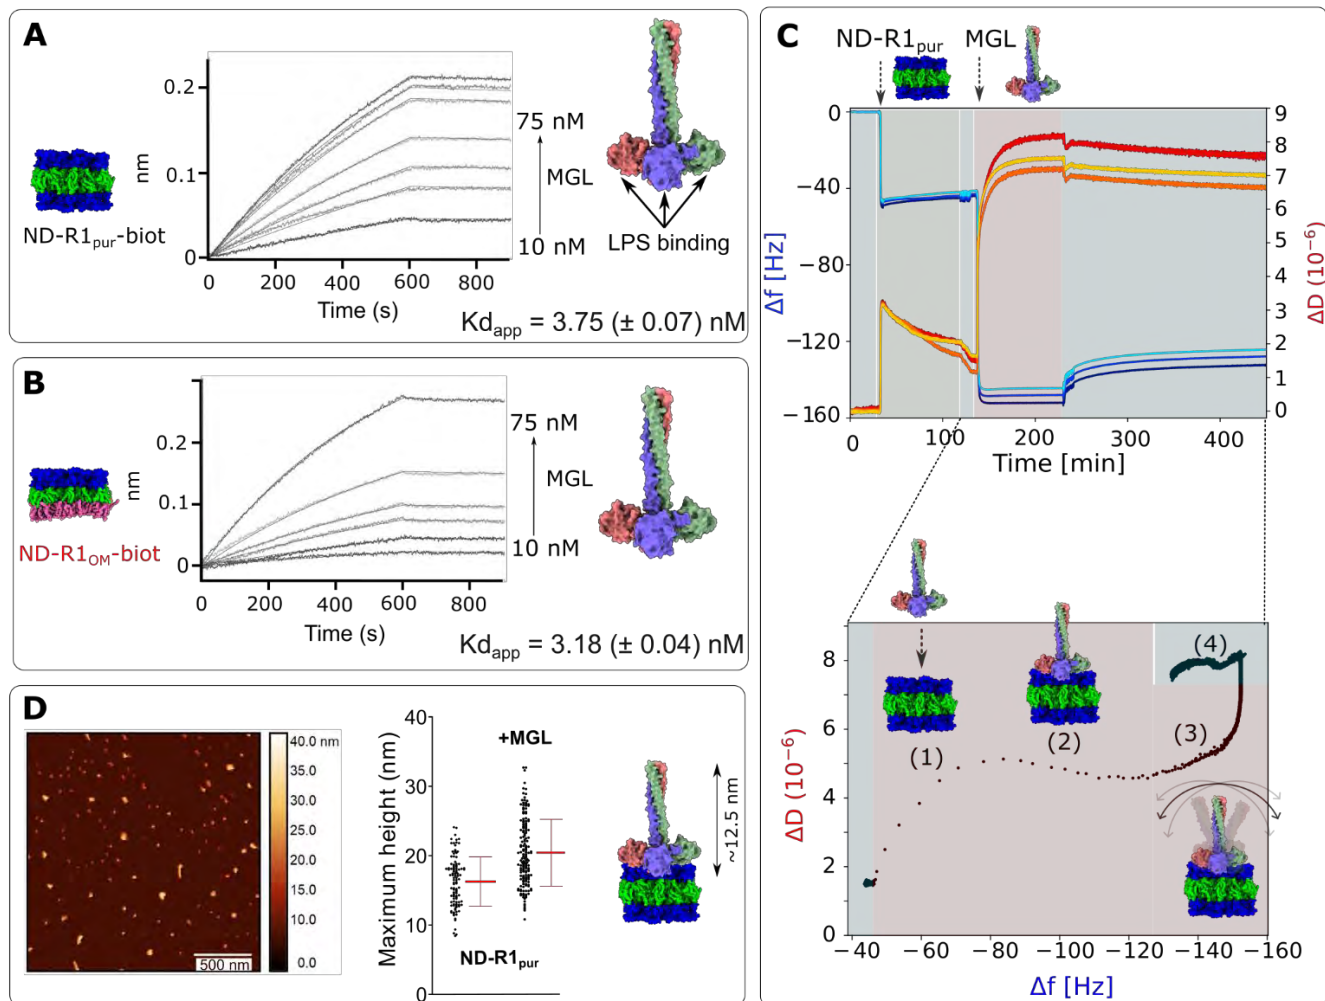 A
0.2
nm
0.1
0
0 200 400 600 800
Time (s)
75 nM
MGL
10 nM
LPS binding
ND-R1pur-biot
Kdapp = 3.75 (± 0.07) nM
B
0.2
nm
0.1
0
0 200 400 600 800
Time (s)
75 nM
MGL
10 nM
ND-R1OM-biot
Kdapp = 3.18 (± 0.04) nM
C
ND-R1pur MGL
0
−40
−80
−120
−160
Δf [Hz]
9
8
7
6
5
4
3
2
1
0
ΔD (10−6)
0 100 200 300 400
Time [min]
8
6
4
2
0
ΔD (10−6)
(1)
(2)
(3)
(4)
−40 −60 −80 −100 −120 −140 −160
Δf [Hz]
D
500 nm
40.0 nm
35.0
30.0
25.0
20.0
15.0
10.0
0.0
Maximum height (nm)
40
30
20
10
0
+MGL
ND-R1pur
~12.5 nm